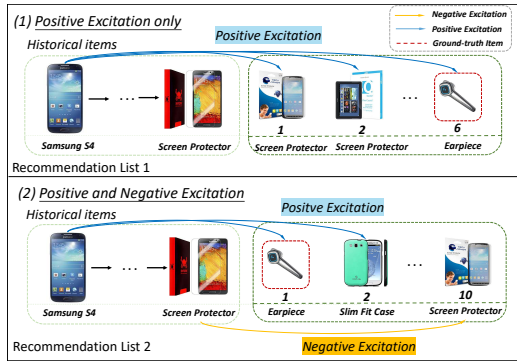 (1) Positive Excitation only
Negative Excitation
Positive Excitation
Ground-truth Item
Historical items
Positive Excitation
1
2
6
Samsung S4
Screen Protector
Screen Protector
Screen Protector
Earpiece
Recommendation List 1
(2) Positive and Negative Excitation
Historical items
Positive Excitation
1
2
10
Samsung S4
Screen Protector
Earpiece
Slim Fit Case
Screen Protector
Recommendation List 2
Negative Excitation